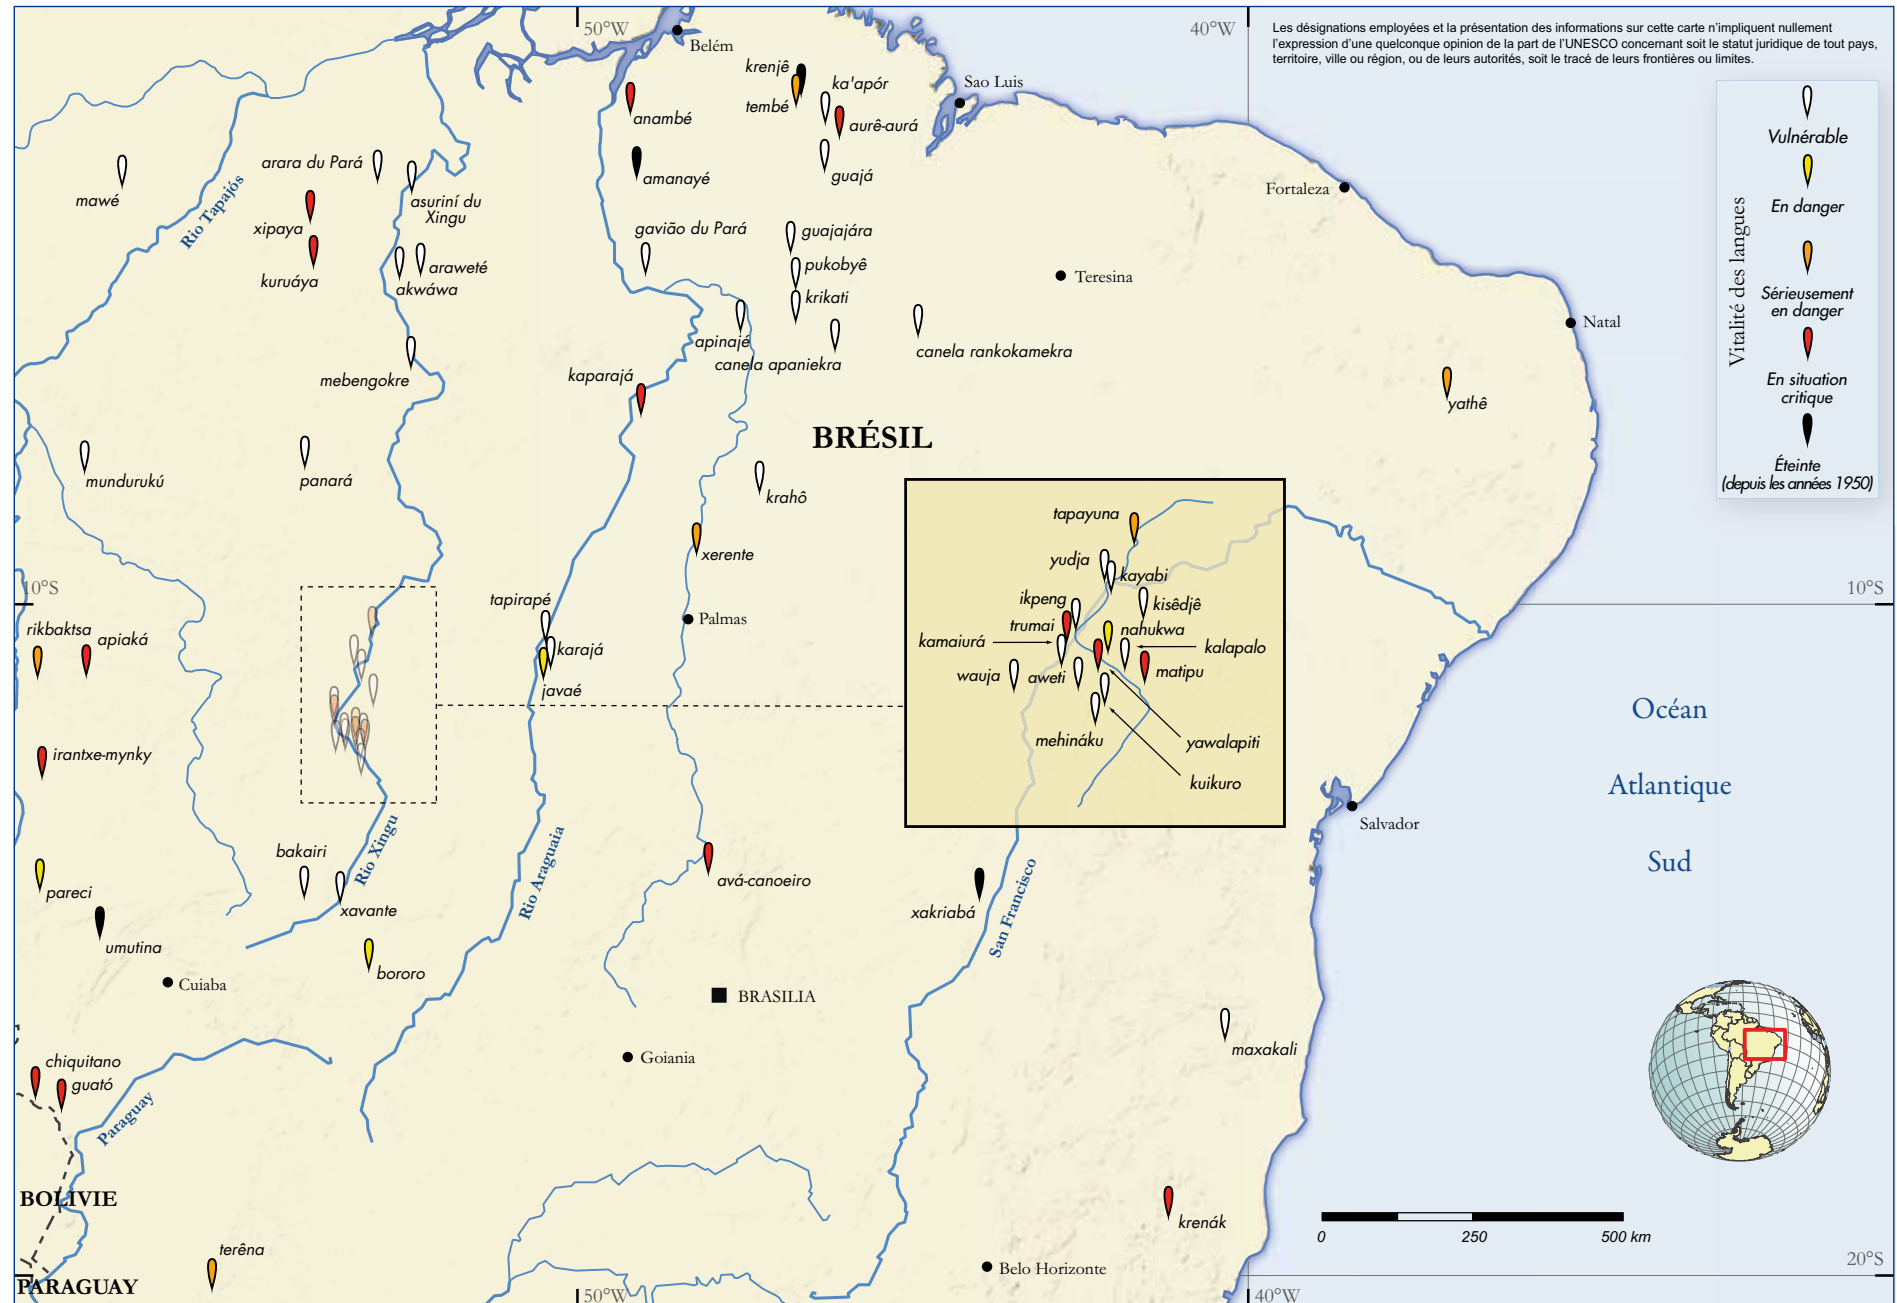 50°W
40°W
Les désignations employées et la présentation des informations sur cette carte n'impliquent nullement
l'expression d'une quelconque opinion de la part de l'UNESCO concernant soit le statut juridique de tout pays,
territoire, ville ou région, ou de leurs autorités, soit le tracé de leurs frontières ou limites.
Vitalité des langues
Vulnérable
En danger
Sérieusement
en danger
En situation
critique
Éteinte
(depuis les années 1950)
Belém
krenjê
tembé
ka'apór
aurê-aurá
Sao Luis
anambé
amanayé
guajá
arara du Pará
mawé
Rio Tapajós
asuriní du
Xingu
xipaya
kuruáya
araweté
akwáwa
gavião du Pará
guajajára
pukobyê
krikati
Fortaleza
Teresina
Natal
apinajé
canela apaniekra
canela rankokamekra
mebengokre
kaparajá
yathê
BRÉSIL
mundurukú
panará
krahô
xerente
10°S
10°S
rikbaktsa
apiaká
tapirapé
karajá
javaé
Palmas
tapayuna
yudja
kayabi
ikpeng
kisêdjê
trumai
nahukwa
kamaiurá
kalapalo
wauja
aweti
matipu
mehináku
yawalapiti
kuikuro
irantxe-mynky
Océan
Atlantique
Sud
Salvador
pareci
umutina
bakairi
xavante
Rio Xingu
bororo
Rio Araguaia
avá-canoeiro
xakriabá
San Francisco
Cuiaba
BRASILIA
Goiania
maxakali
chiquitano
guató
Paraguay
BOLIVIE
PARAGUAY
terêna
krenák
Belo Horizonte
0
250
500 km
20°S
50°W
40°W